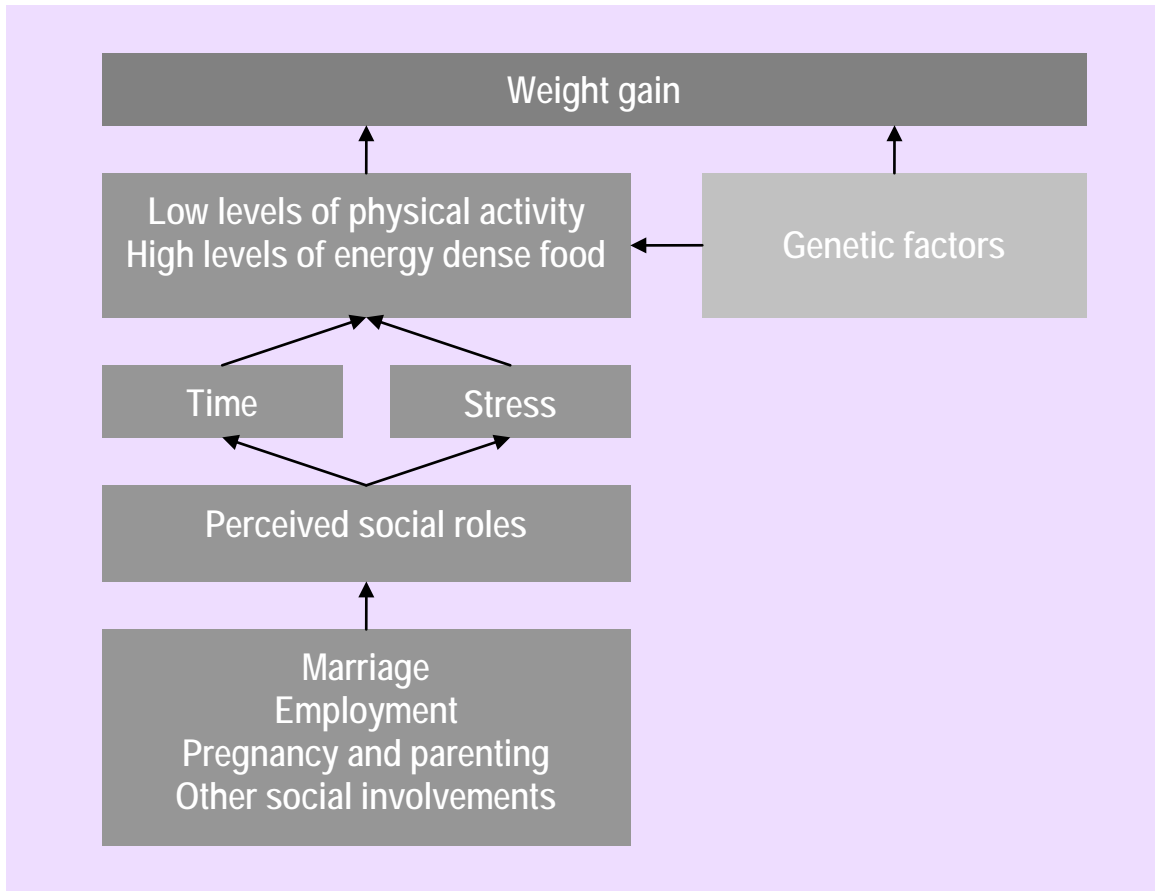 Weight gain
Low levels of physical activity
High levels of energy dense food
Genetic factors
Time
Stress
Perceived social roles
Marriage
Employment
Pregnancy and parenting
Other social involvements